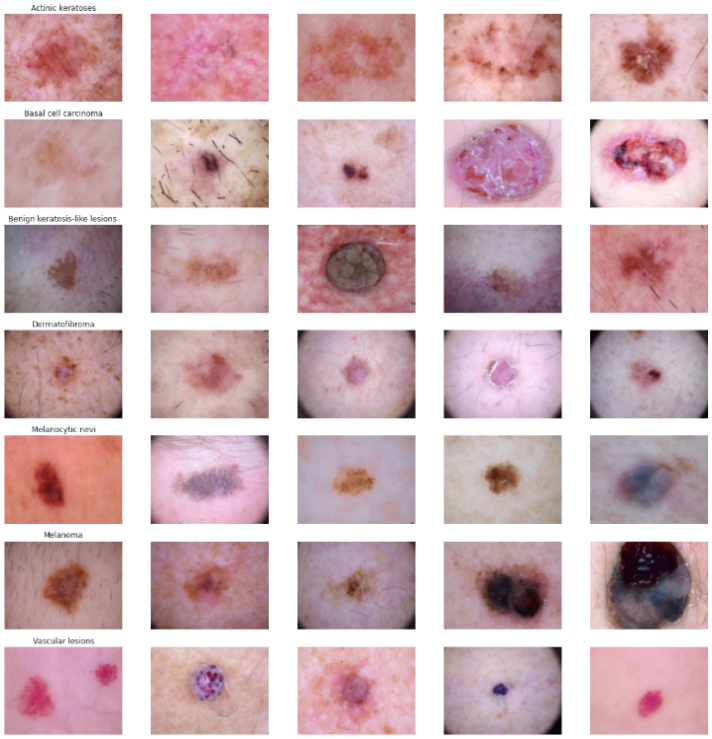 Actinic keratoses
Basal cell carcinoma
Benign keratosis-like lesions
Dermatofibroma
Melanocytic nevi
Melanoma
Vascular lesions